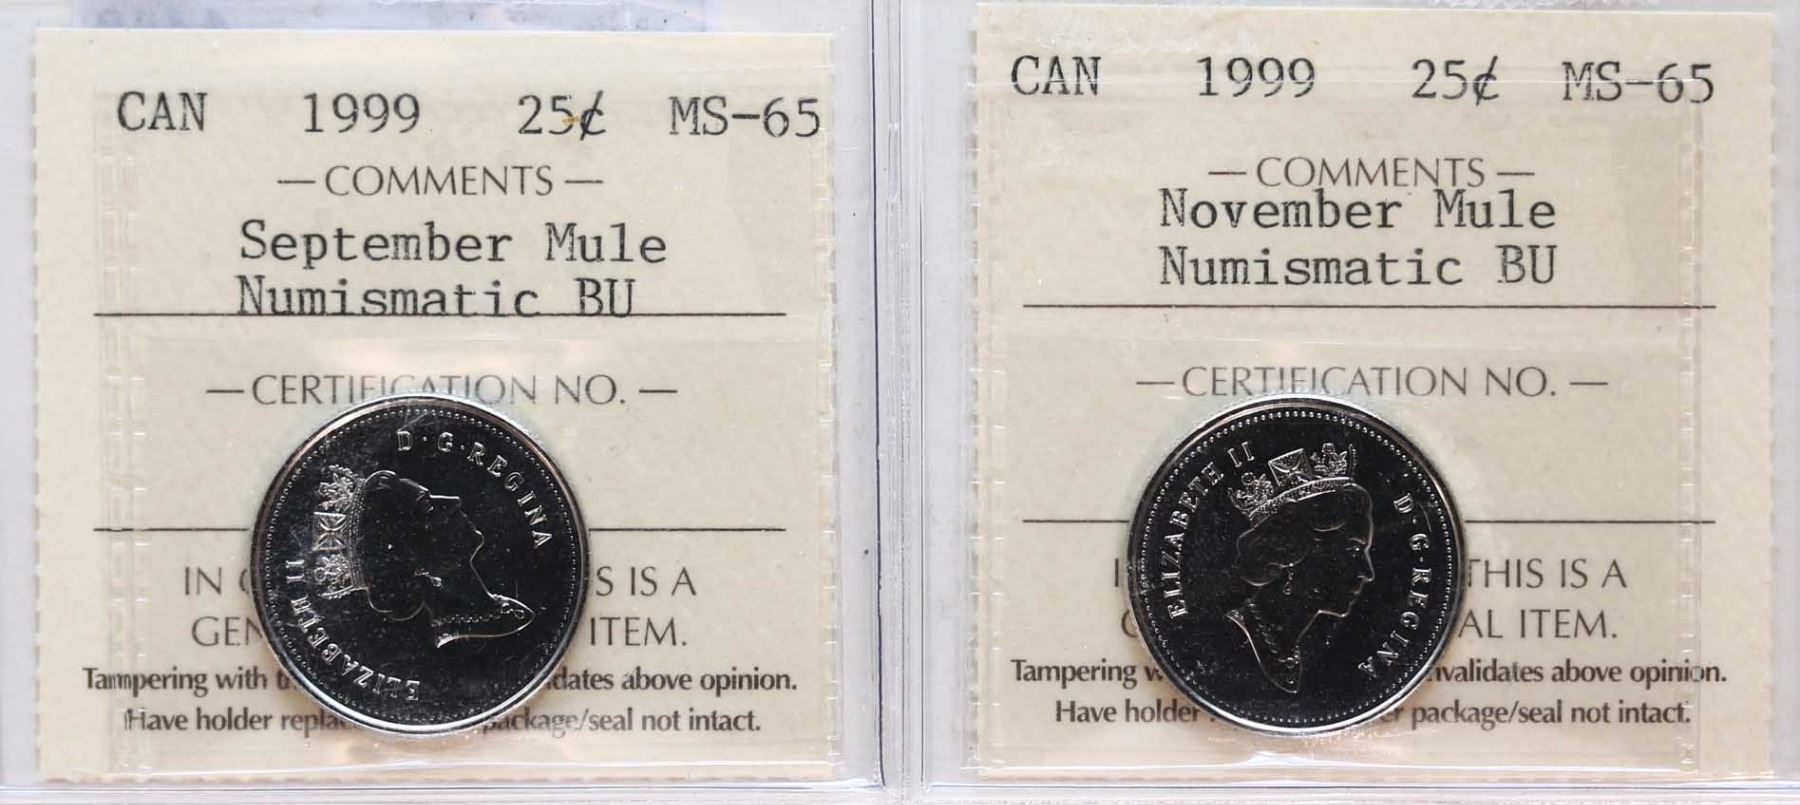 CAN 1999 25¢ MS-65
— COMMENTS —
September Mule
Numismatic BU
— CERTIFICATION NO. —
IN
S IS A
GEN
ITEM.
Tampering with
dates above opinion.
Have holder
package/seal not intact.
D·G·REGINA
ELIZABETH II
CAN 1999 25¢ MS-65
— COMMENTS —
November Mule
Numismatic BU
— CERTIFICATION NO. —
THIS IS A
AL ITEM.
Tampering
invalidates above opinion.
Have holder
package/seal not intact.
ELIZABETH II
D·G·REGINA